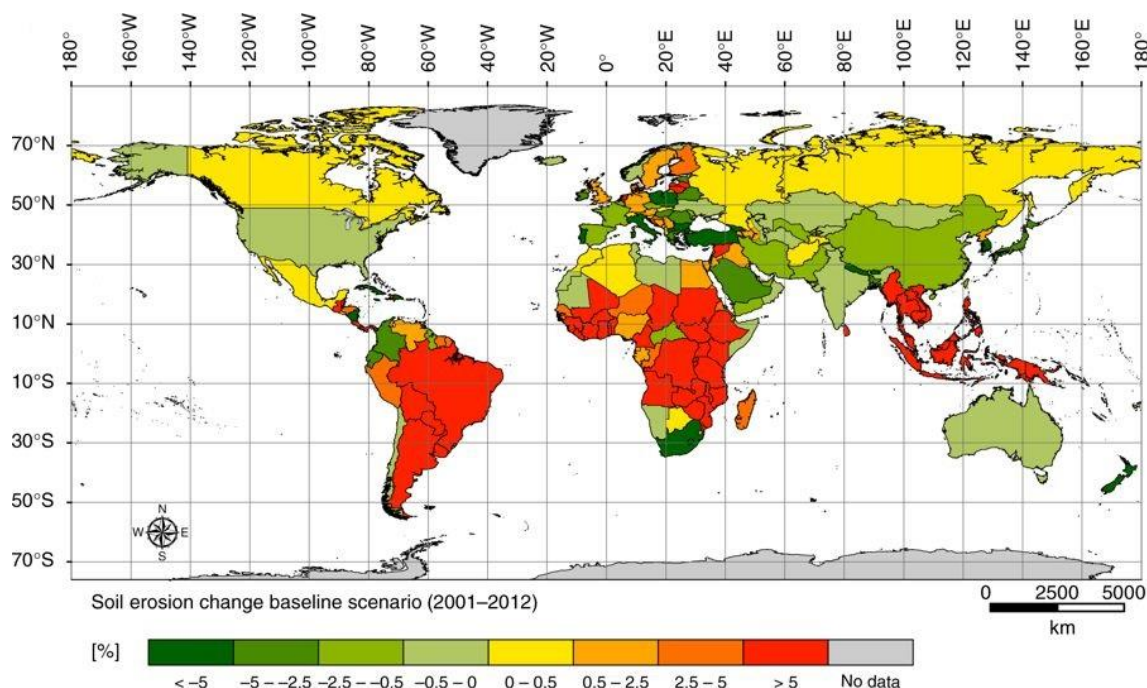 180° 140°W 100°W 80°W 60°W 40°W 20°W 0° 20°E 40°E 60°E 80°E 100°E 120°E 140°E 180°
70°N
50°N
30°N
10°N
10°S
30°S
50°S
70°S
N
W E
S
Soil erosion change baseline scenario (2001–2012)
0 2500 5000
km
[%]
< –5 –5 – –2.5 –2.5 – –0.5 –0.5 – 0 0 – 0.5 0.5 – 2.5 2.5 – 5 > 5 No data